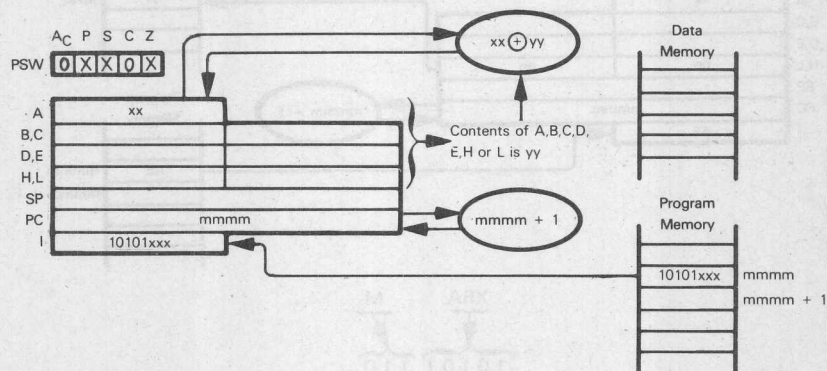 AC P S C Z
PSW 0 X X 0 X
xx ⊕ yy
Data
Memory
A xx
B,C
D,E
H,L
SP
PC mmmm
I 10101xxx
Contents of A,B,C,D,
E,H or L is yy
mmmm + 1
Program
Memory
10101xxx mmmm
mmmm + 1